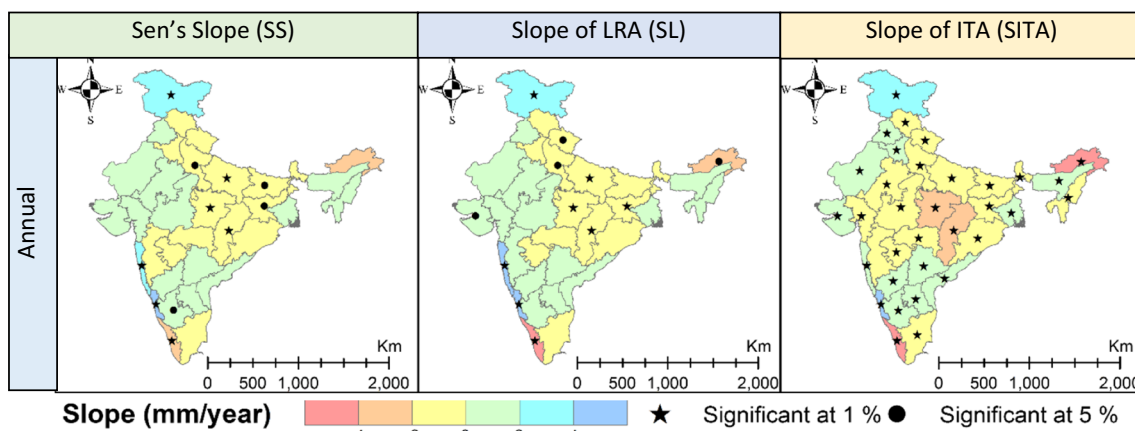 Sen's Slope (SS)
Slope of LRA (SL)
Slope of ITA (SITA)
Annual
W E
S
Km
0 500 1,000 2,000
W E
S
Km
0 500 1,000 2,000
W E
S
Km
0 500 1,000 2,000
Slope (mm/year)
★ Significant at 1 % ● Significant at 5 %